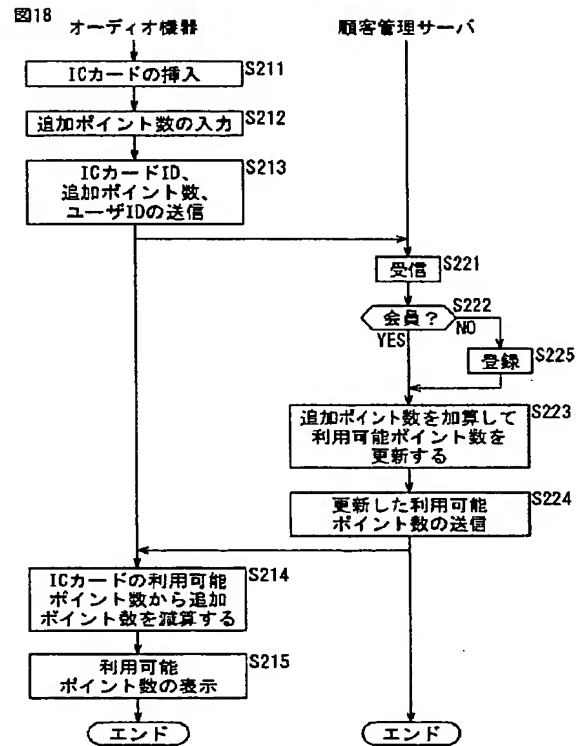 図18
オーディオ機器
顧客管理サーバ
ICカードの挿入
S211
追加ポイント数の入力
S212
ICカードID、
追加ポイント数、
ユーザIDの送信
S213
受信
S221
会員?
S222
YES
NO
登録
S225
追加ポイント数を加算して
利用可能ポイント数を
更新する
S223
更新した利用可能
ポイント数の送信
S224
ICカードの利用可能
ポイント数から追加
ポイント数を減算する
S214
利用可能
ポイント数の表示
S215
エンド
エンド